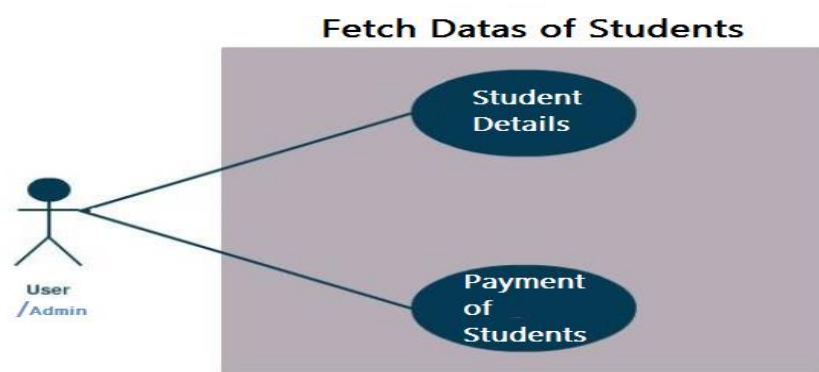 Fetch Datas of Students
Student
Details
User
/Admin
Payment
of
Students